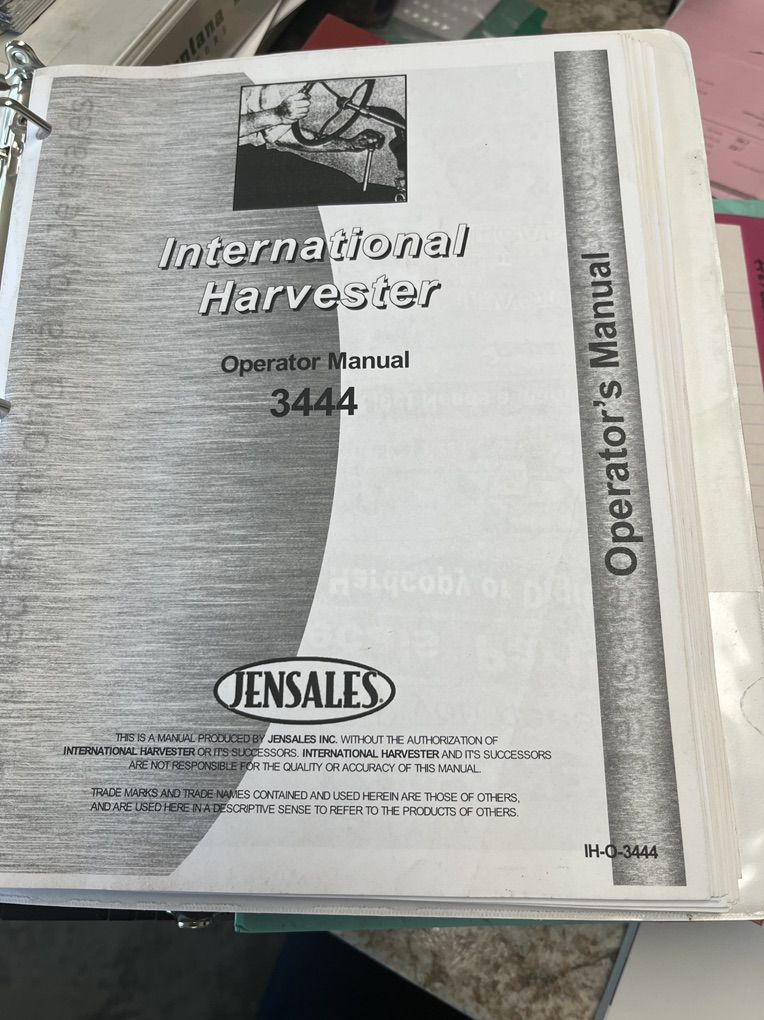 International
Harvester
Operator Manual
3444
Operator's Manual
JENSALES.
THIS IS A MANUAL PRODUCED BY JENSALES INC. WITHOUT THE AUTHORIZATION OF
INTERNATIONAL HARVESTER OR IT'S SUCCESSORS. INTERNATIONAL HARVESTER AND IT'S SUCCESSORS
ARE NOT RESPONSIBLE FOR THE QUALITY OR ACCURACY OF THIS MANUAL.
TRADE MARKS AND TRADE NAMES CONTAINED AND USED HEREIN ARE THOSE OF OTHERS,
AND ARE USED HERE IN A DESCRIPTIVE SENSE TO REFER TO THE PRODUCTS OF OTHERS.
IH-O-3444